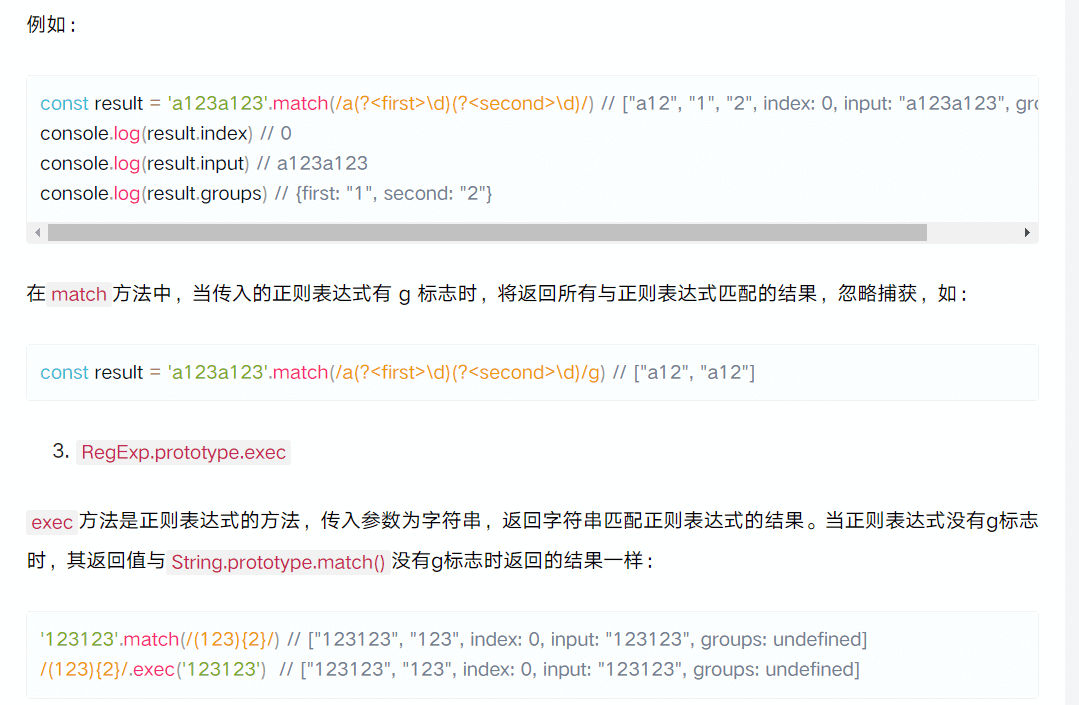 例如：
const result = 'a123a123'.match(/a(?<first>\d)(?<second>\d)/) // ["a12", "1", "2", index: 0, input: "a123a123", gro
console.log(result.index) // 0
console.log(result.input) // a123a123
console.log(result.groups) // {first: "1", second: "2"}
在 match 方法中，当传入的正则表达式有 g 标志时，将返回所有与正则表达式匹配的结果，忽略捕获，如：
const result = 'a123a123'.match(/a(?<first>\d)(?<second>\d)/g) // ["a12", "a12"]
3. RegExp.prototype.exec
exec 方法是正则表达式的方法，传入参数为字符串，返回字符串匹配正则表达式的结果。当正则表达式没有g标志
时，其返回值与 String.prototype.match() 没有g标志时返回的结果一样：
'123123'.match(/(123){2}/) // ["123123", "123", index: 0, input: "123123", groups: undefined]
/(123){2}/.exec('123123') // ["123123", "123", index: 0, input: "123123", groups: undefined]